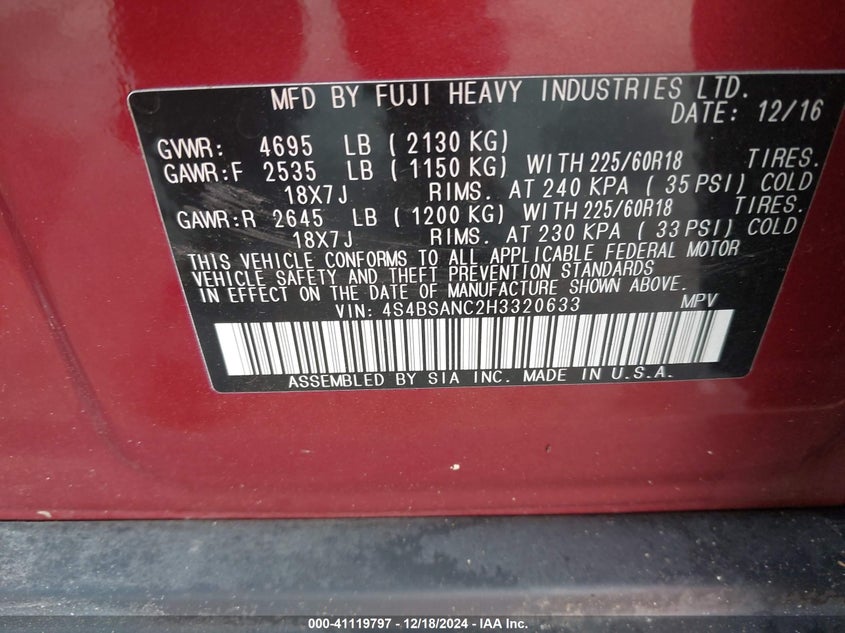 MFD BY FUJI HEAVY INDUSTRIES LTD.
DATE: 12/16
GVWR: 4695 LB ( 2130 KG)
GAWR:F 2535 LB ( 1150 KG) WITH 225/60R18 TIRES.
18X7J RIMS. AT 240 KPA ( 35 PSI) COLD
GAWR:R 2645 LB ( 1200 KG) WITH 225/60R18 TIRES.
18X7J RIMS. AT 230 KPA ( 33 PSI) COLD
THIS VEHICLE CONFORMS TO ALL APPLICABLE FEDERAL MOTOR
VEHICLE SAFETY AND THEFT PREVENTION STANDARDS
IN EFFECT ON THE DATE OF MANUFACTURE SHOWN ABOVE.
VIN: 4S4BSANC2H3320633 MPV
ASSEMBLED BY SIA INC. MADE IN U.S.A.
000-41119797 - 12/18/2024 - IAA Inc.